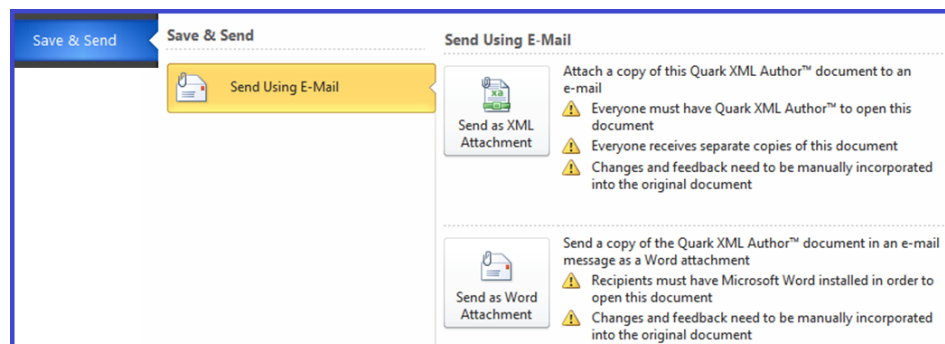 Save & Send
Save & Send
Send Using E-Mail
Send Using E-Mail
Send as XML
Attachment
Attach a copy of this Quark XML Author™ document to an
e-mail
Everyone must have Quark XML Author™ to open this
document
Everyone receives separate copies of this document
Changes and feedback need to be manually incorporated
into the original document
Send as Word
Attachment
Send a copy of the Quark XML Author™ document in an e-mail
message as a Word attachment
Recipients must have Microsoft Word installed in order to
open this document
Changes and feedback need to be manually incorporated
into the original document